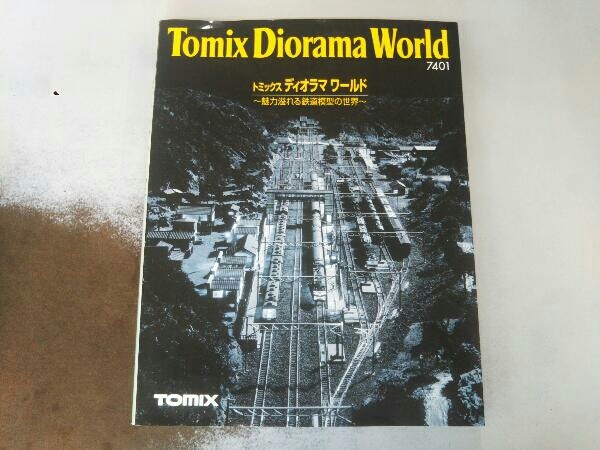 Tomix Diorama World
7401
トミックス ディオラマ ワールド
～魅力溢れる鉄道模型の世界～
TOMIX